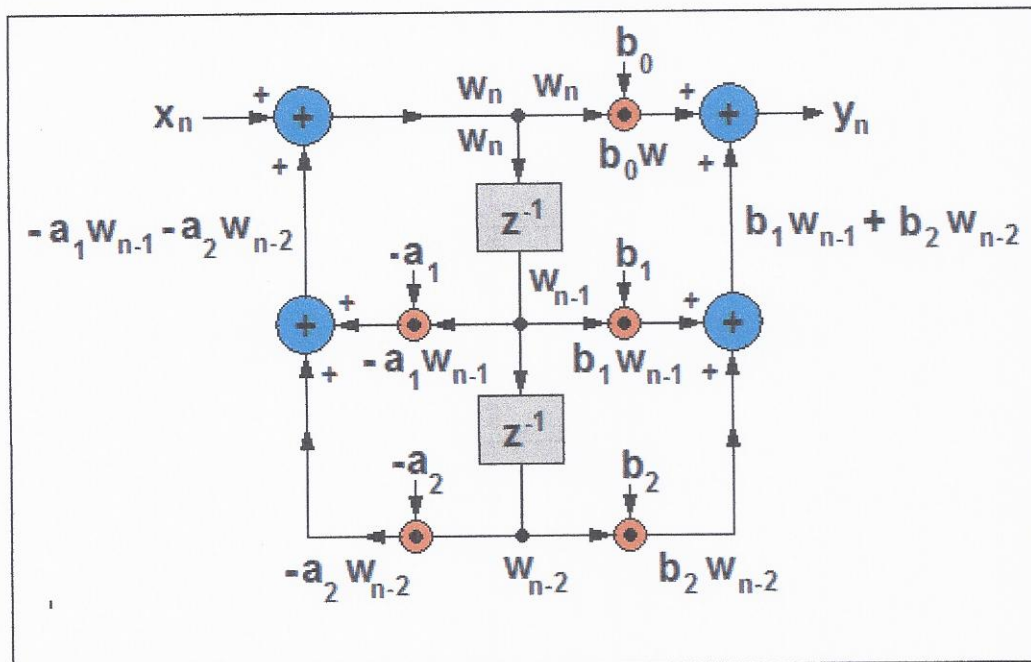 b₀
xₙ + + wₙ wₙ + + yₙ
wₙ
+ b₀w +
z⁻¹
-a₁wₙ₋₁ -a₂wₙ₋₂ b₁wₙ₋₁ + b₂wₙ₋₂
-a₁ b₁
wₙ₋₁
+ + + +
-a₁wₙ₋₁ b₁wₙ₋₁
+ +
z⁻¹
-a₂ b₂
-a₂wₙ₋₂ wₙ₋₂ b₂wₙ₋₂